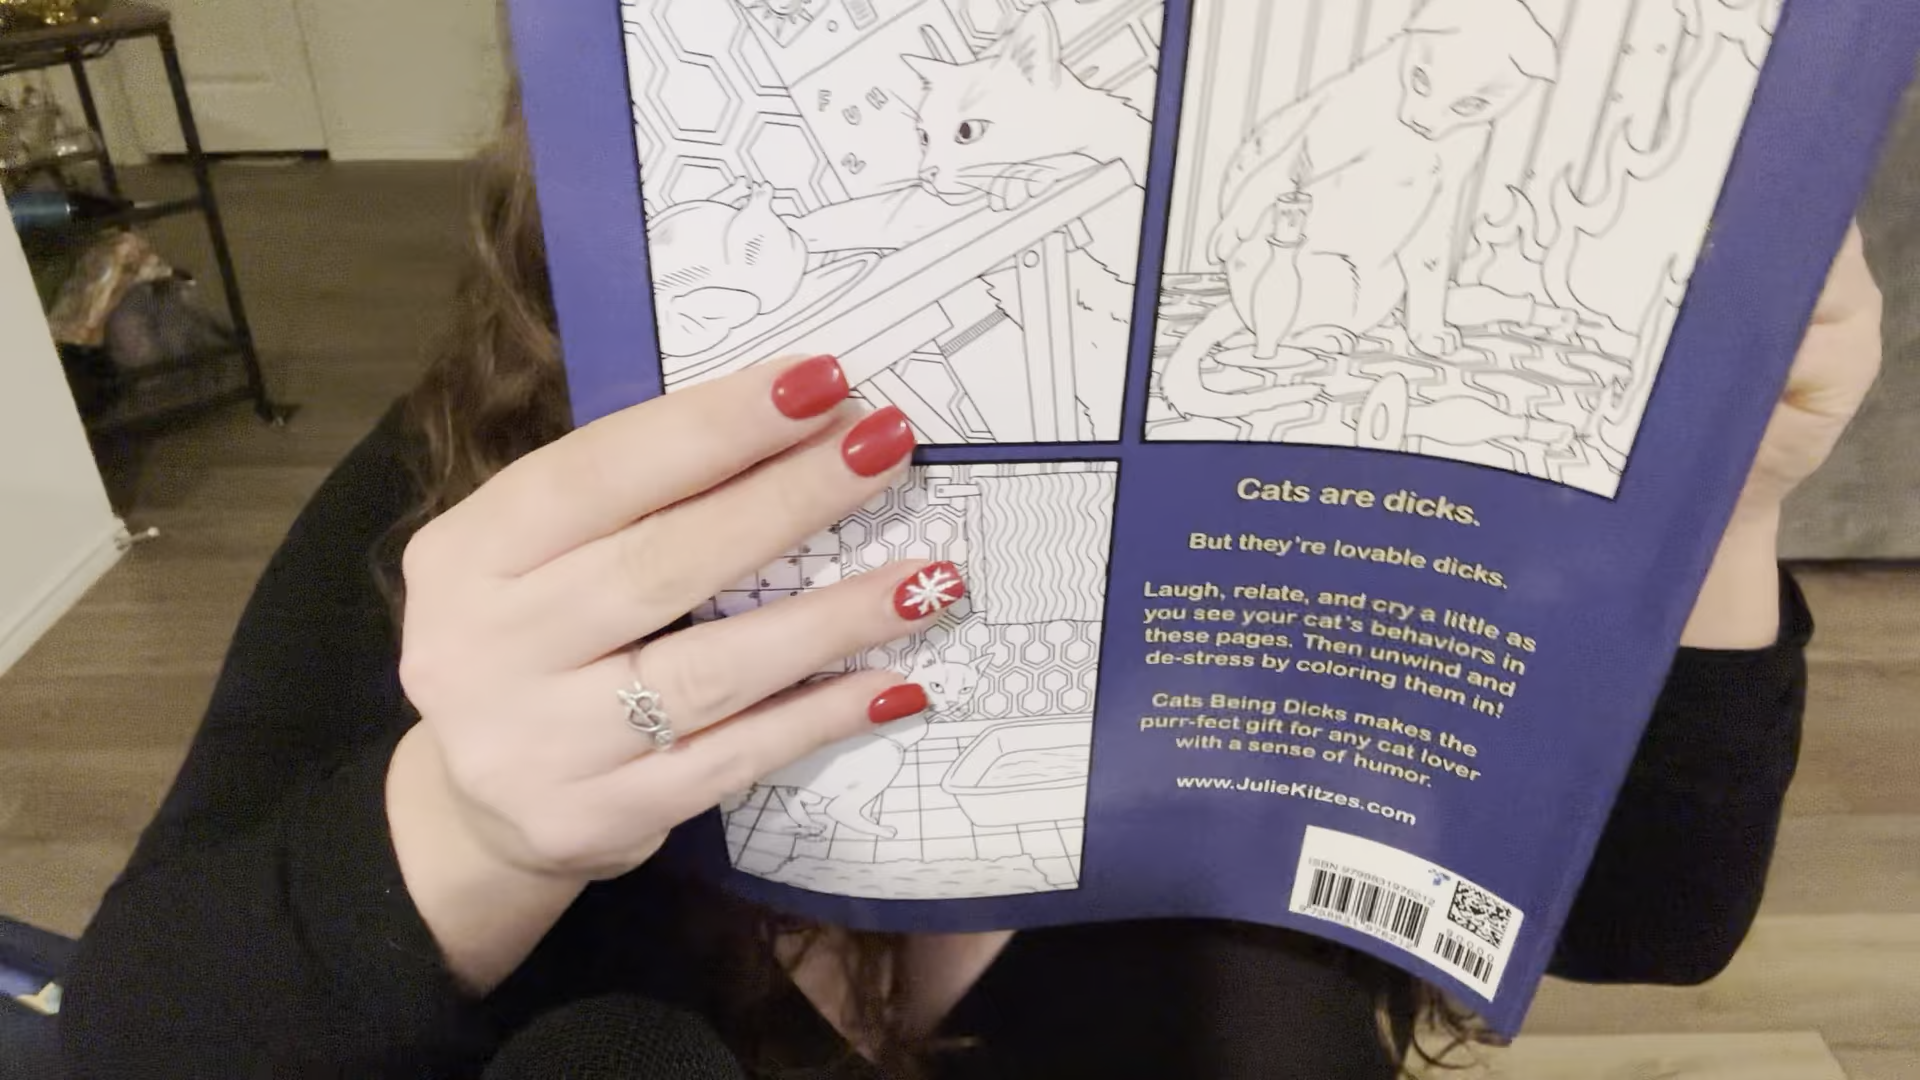 F U H
2
Cats are dicks.
But they're lovable dicks.
Laugh, relate, and cry a little as
you see your cat's behaviors in
these pages. Then unwind and
de-stress by coloring them in!
Cats Being Dicks makes the
purr-fect gift for any cat lover
with a sense of humor.
www.JulieKitzes.com
90000